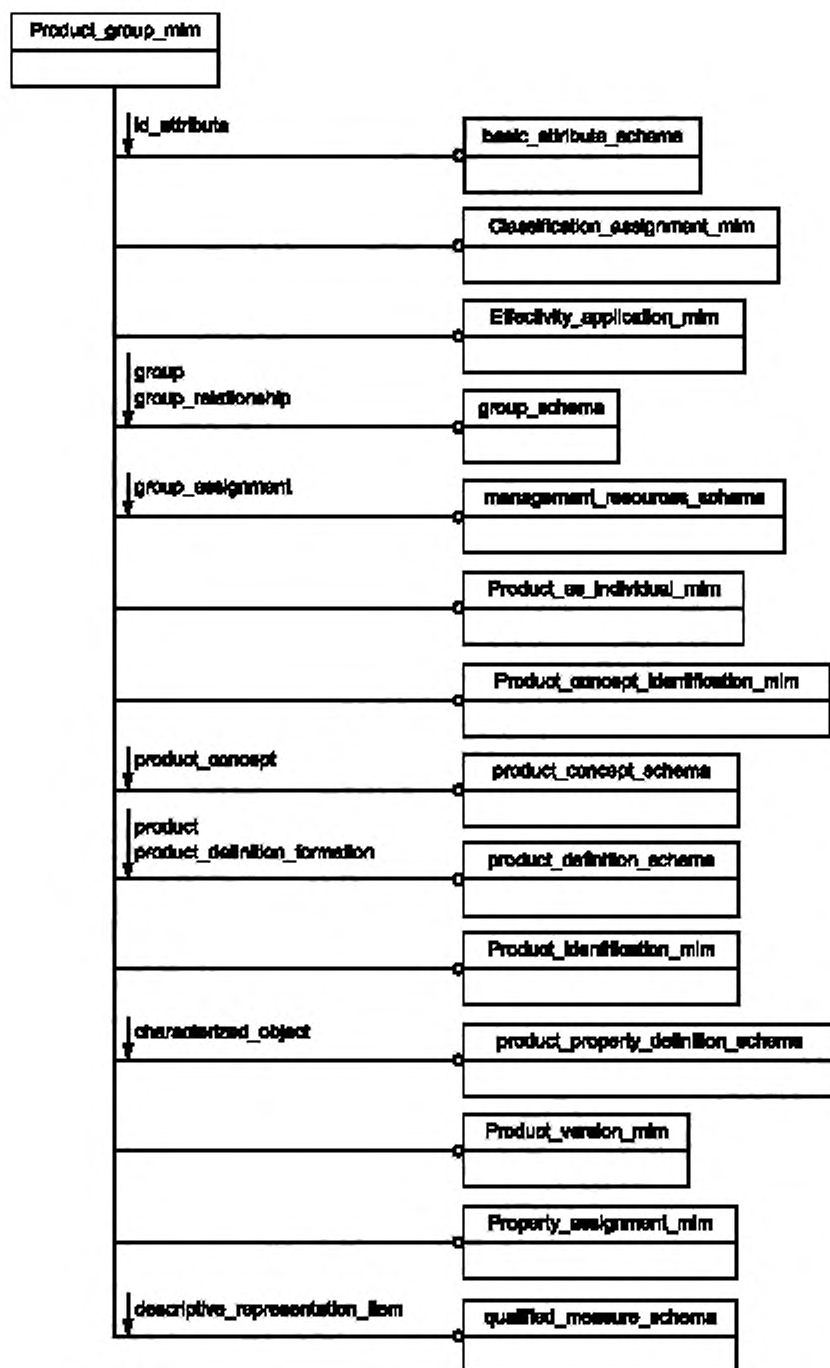 Product_group_mim
id_attribute
basic_attribute_schema
Classification_assignment_mim
Effectivity_application_mim
group
group_relationship
group_schema
group_assignment
management_resources_schema
Product_as_individual_mim
Product_concept_identification_mim
product_concept
product_concept_schema
product
product_definition_formation
product_definition_schema
Product_identification_mim
characterized_object
product_property_definition_schema
Product_version_mim
Property_assignment_mim
descriptive_representation_item
qualified_measure_schema